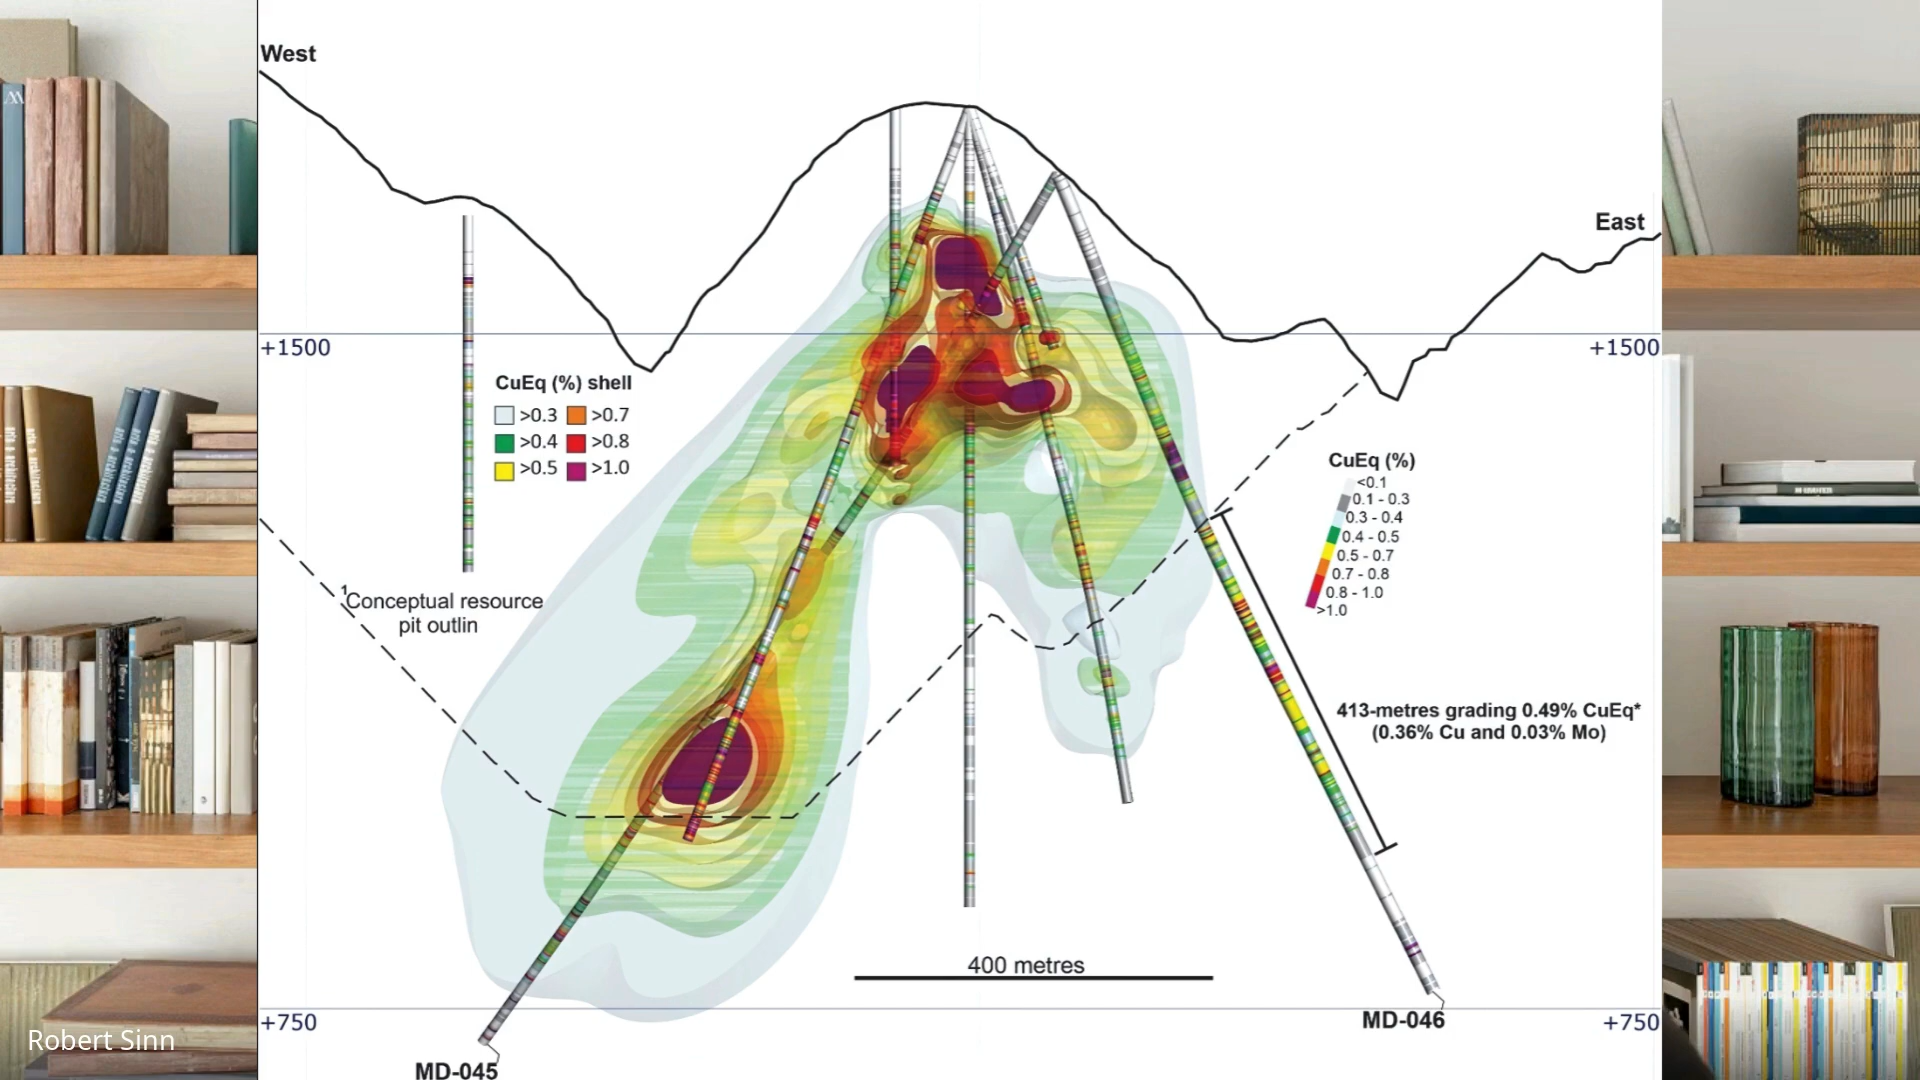 West
East
+1500
+1500
CuEq (%) shell
>0.3
>0.7
>0.4
>0.8
>0.5
>1.0
CuEq (%)
<0.1
0.1 - 0.3
0.3 - 0.4
0.4 - 0.5
0.5 - 0.7
0.7 - 0.8
0.8 - 1.0
>1.0
1Conceptual resource
pit outlin
413-metres grading 0.49% CuEq*
(0.36% Cu and 0.03% Mo)
400 metres
+750
+750
MD-046
MD-045
Robert Sinn